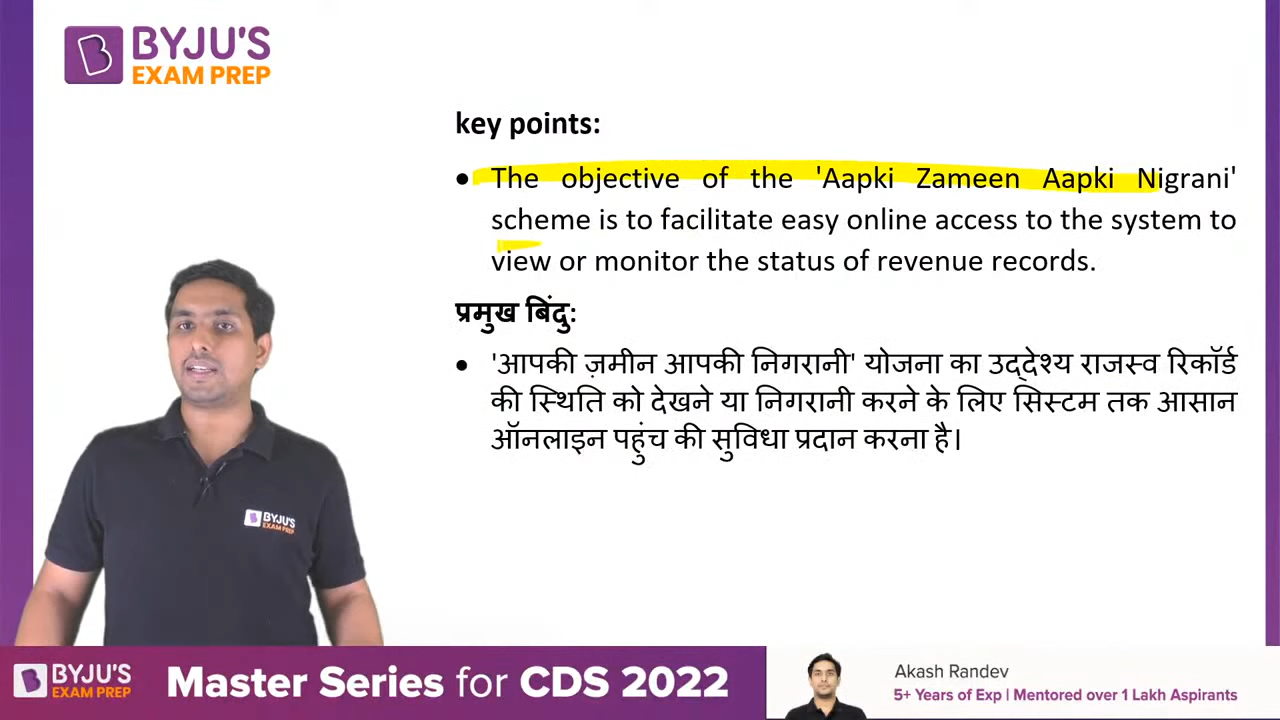 BYJU'S
EXAM PREP
key points:
• The objective of the 'Aapki Zameen Aapki Nigrani'
scheme is to facilitate easy online access to the system to
view or monitor the status of revenue records.
प्रमुख बिंदु:
• 'आपकी ज़मीन आपकी निगरानी' योजना का उद्देश्य राजस्व रिकॉर्ड
की स्थिति को देखने या निगरानी करने के लिए सिस्टम तक आसान
ऑनलाइन पहुंच की सुविधा प्रदान करना है।
BYJU'S
EXAM PREP
BYJU'S
EXAM PREP
Master Series for CDS 2022
Akash Randev
5+ Years of Exp | Mentored over 1 Lakh Aspirants